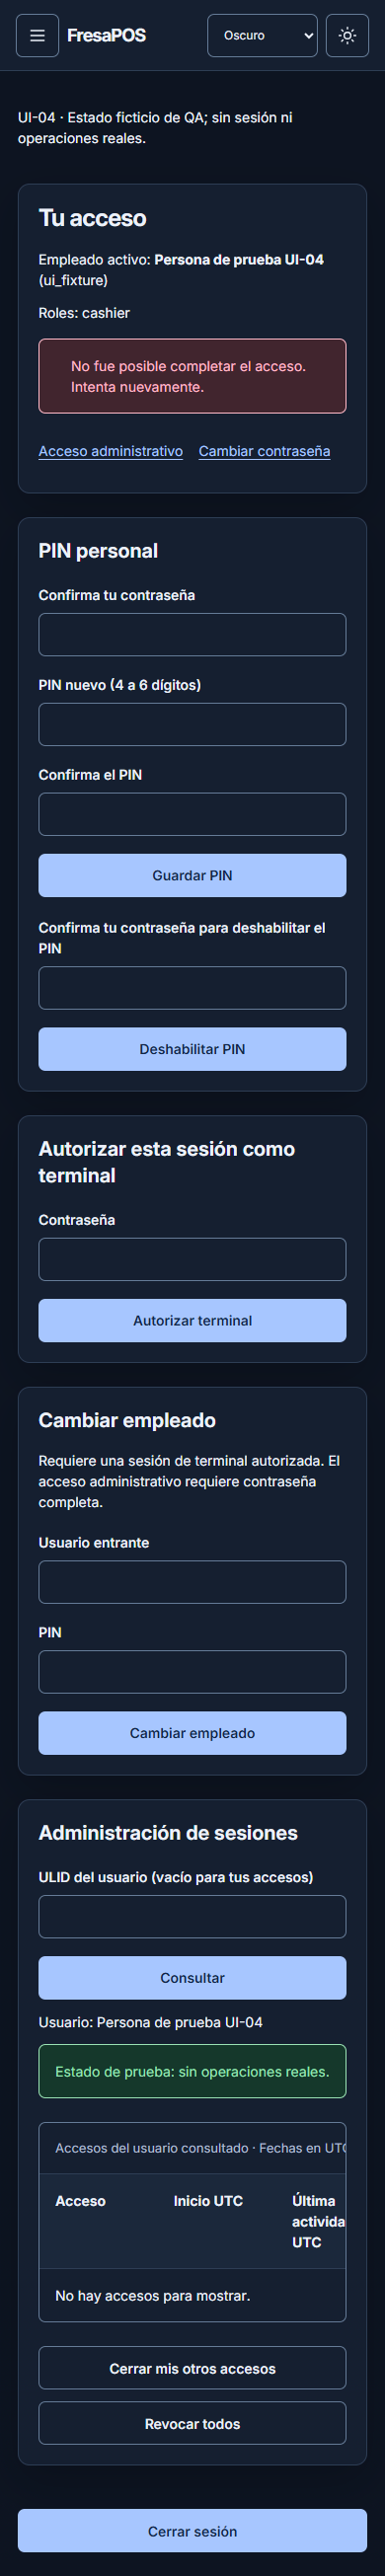 FresaPOS
Oscuro
UI-04 · Estado ficticio de QA; sin sesión ni
operaciones reales.
Tu acceso
Empleado activo: Persona de prueba UI-04
(ui_fixture)
Roles: cashier
No fue posible completar el acceso.
Intenta nuevamente.
Acceso administrativo Cambiar contraseña
PIN personal
Confirma tu contraseña
PIN nuevo (4 a 6 dígitos)
Confirma el PIN
Guardar PIN
Confirma tu contraseña para deshabilitar el
PIN
Deshabilitar PIN
Autorizar esta sesión como
terminal
Contraseña
Autorizar terminal
Cambiar empleado
Requiere una sesión de terminal autorizada. El
acceso administrativo requiere contraseña
completa.
Usuario entrante
PIN
Cambiar empleado
Administración de sesiones
ULID del usuario (vacío para tus accesos)
Consultar
Usuario: Persona de prueba UI-04
Estado de prueba: sin operaciones reales.
Accesos del usuario consultado · Fechas en UTC
Acceso Inicio UTC Última
activida
UTC
No hay accesos para mostrar.
Cerrar mis otros accesos
Revocar todos
Cerrar sesión